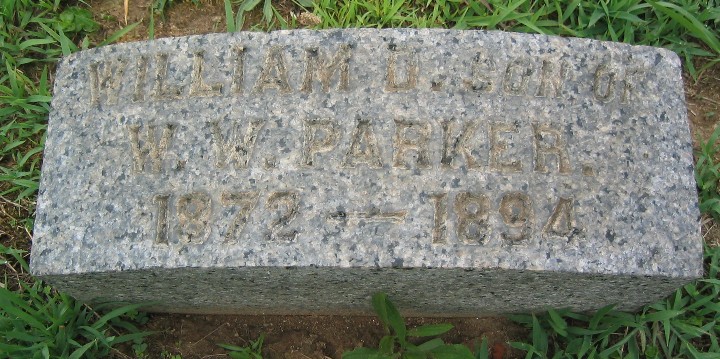 WILLIAM D. SON OF
W. W. PARKER.
1872 — 1894